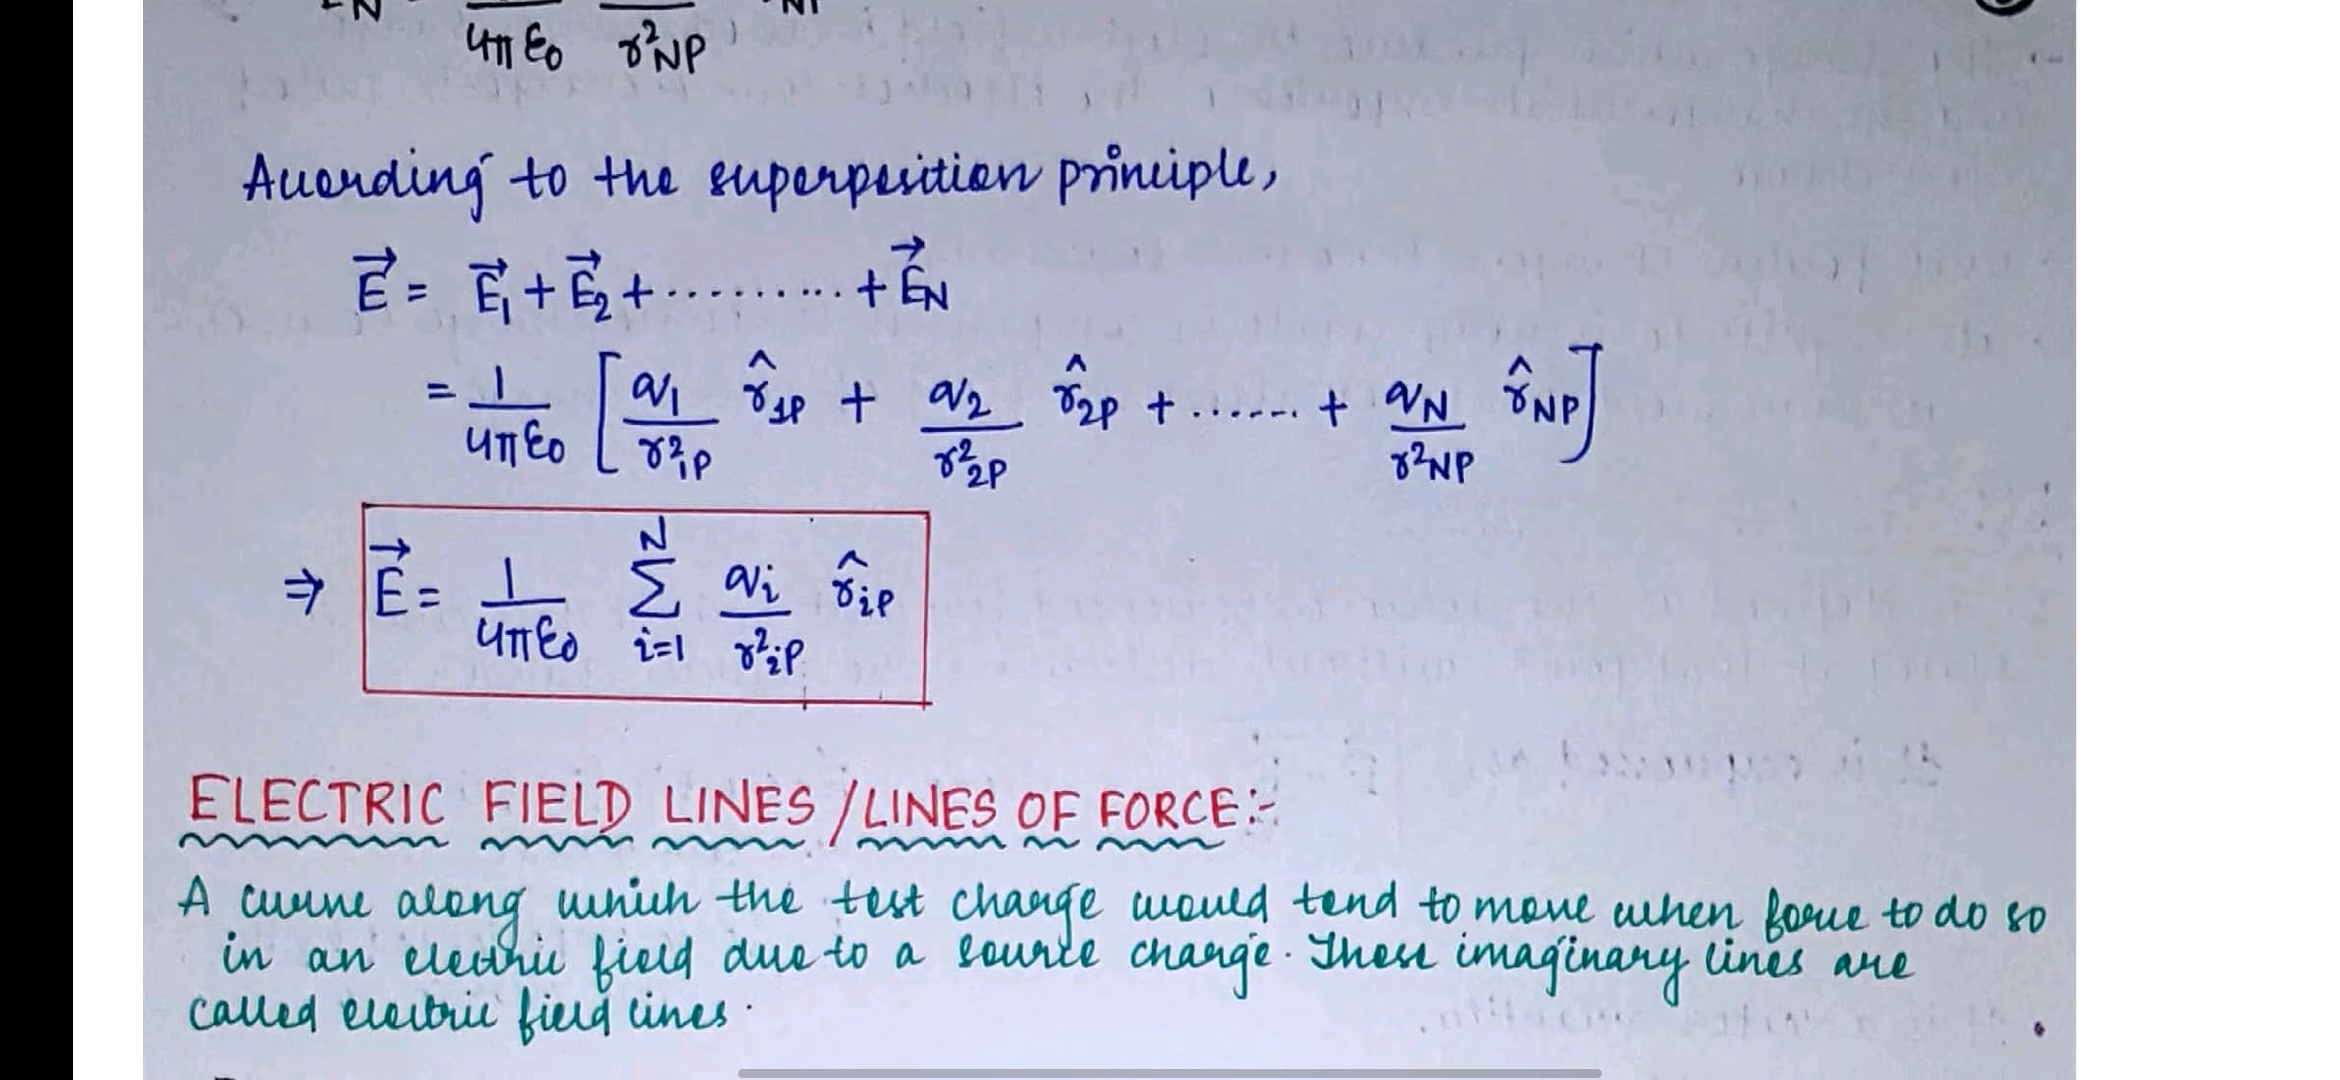 4πε₀ r²NP
According to the superposition principle,
E⃗ = E⃗₁ + E⃗₂ + .......... + E⃗N
= 1/4πε₀ [ q₁/r²₁P r̂₁P + q₂/r²₂P r̂₂P + ...... + qN/r²NP r̂NP ]
⇒ E⃗ = 1/4πε₀ N Σ i=1 qi/r²iP r̂iP
ELECTRIC FIELD LINES /LINES OF FORCE:-
A curve along which the test charge would tend to move when force to do so
in an electric field due to a source charge. These imaginary lines are
called electric field lines.